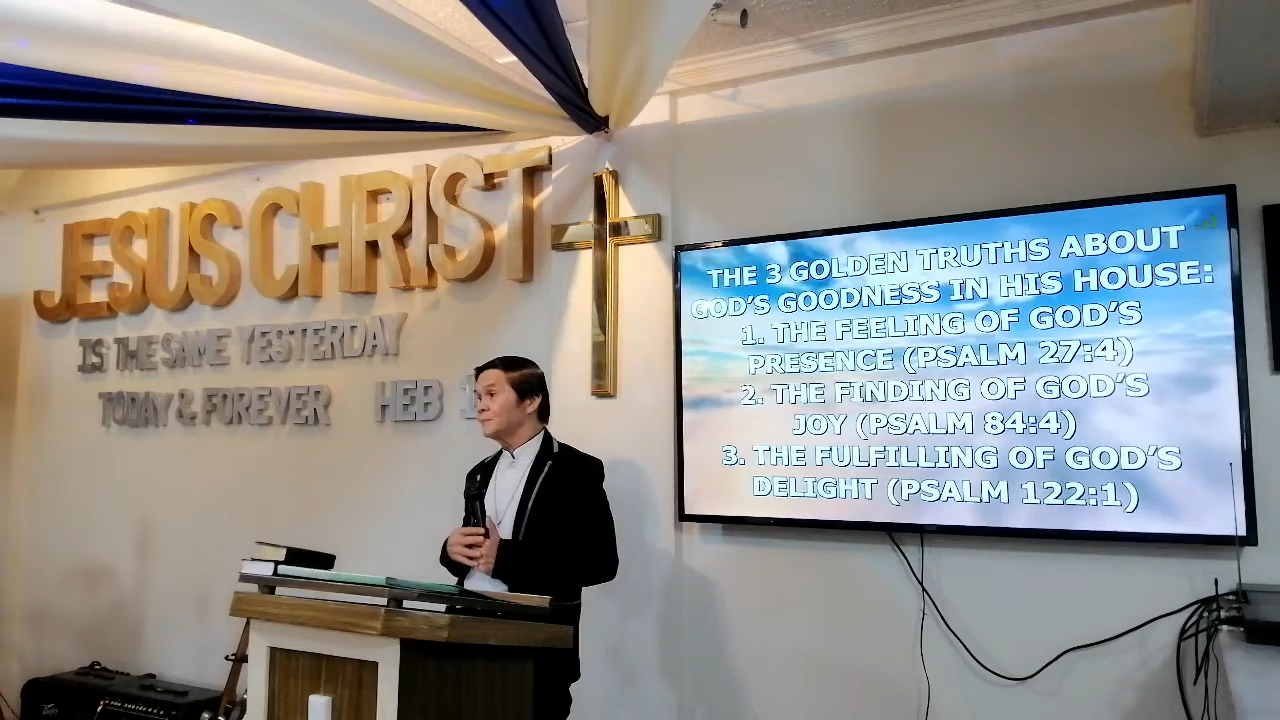 JESUS CHRIST
IS THE SAME YESTERDAY
TODAY & FOREVER HEB 1
THE 3 GOLDEN TRUTHS ABOUT
GOD'S GOODNESS IN HIS HOUSE:
1. THE FEELING OF GOD'S
PRESENCE (PSALM 27:4)
2. THE FINDING OF GOD'S
JOY (PSALM 84:4)
3. THE FULFILLING OF GOD'S
DELIGHT (PSALM 122:1)